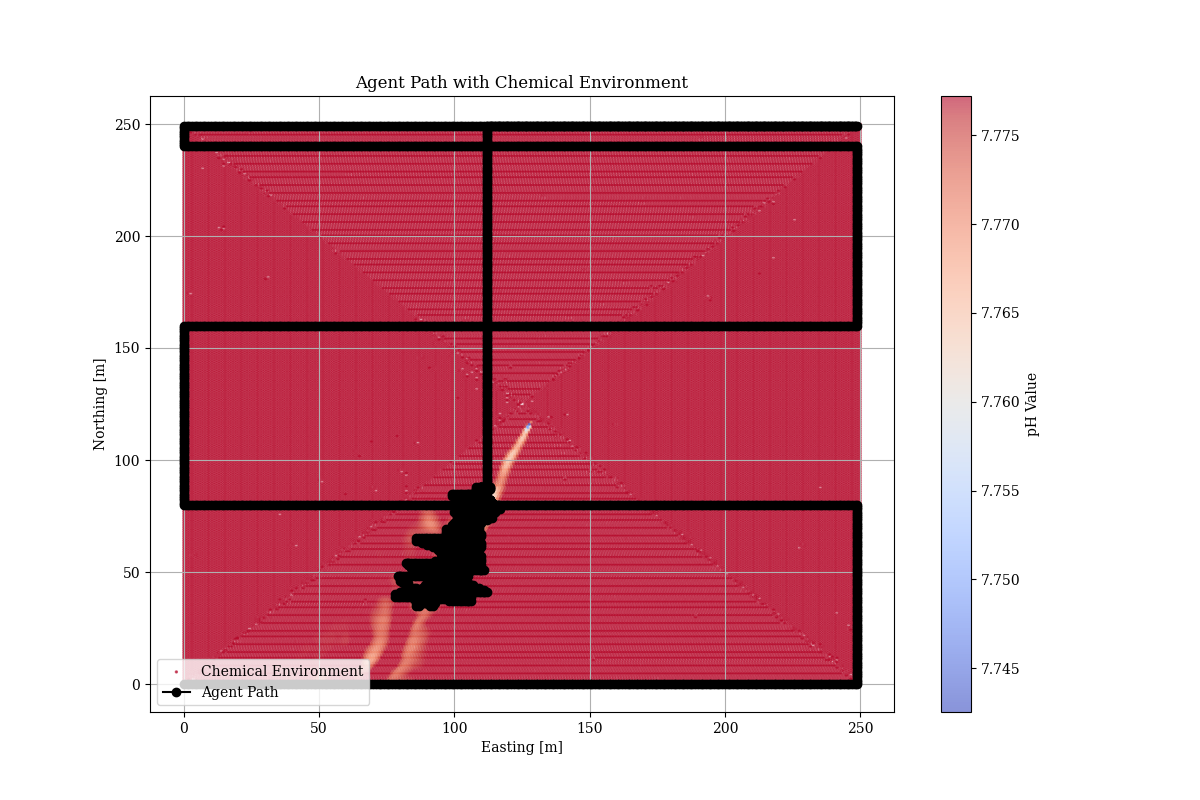 Agent Path with Chemical Environment
250
200
150
100
50
0
Northing [m]
0 50 100 150 200 250
Easting [m]
Chemical Environment
Agent Path
7.775
7.770
7.765
7.760
7.755
7.750
7.745
pH Value